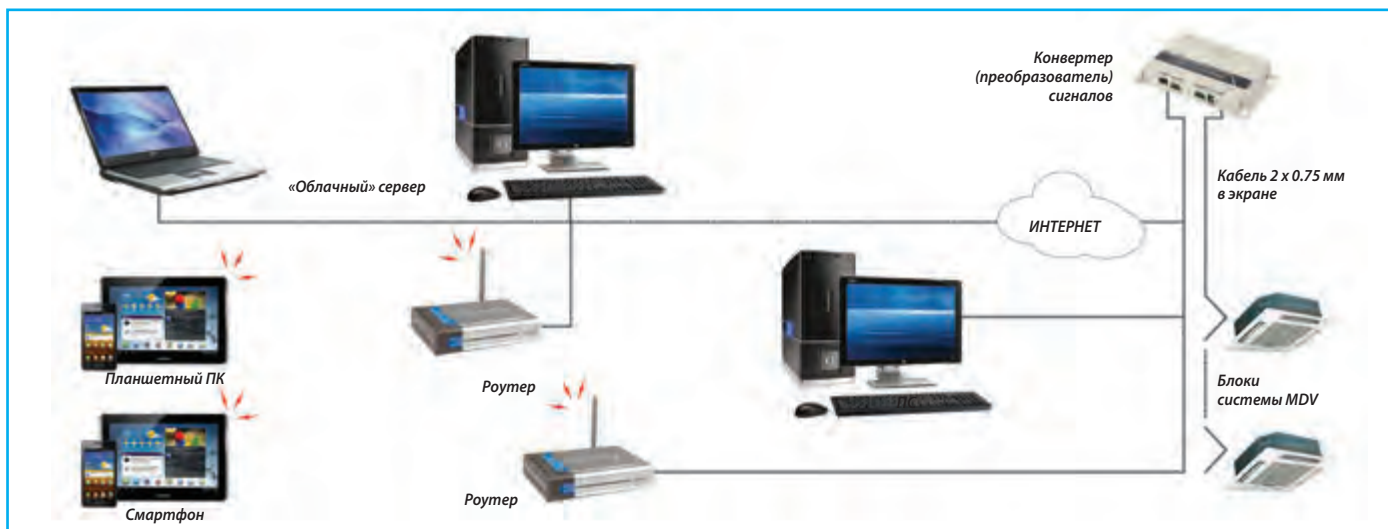 Конвертер
(преобразователь)
сигналов
«Облачный» сервер
Кабель 2 x 0.75 мм
в экране
ИНТЕРНЕТ
Планшетный ПК
Роутер
Блоки
системы MDV
Роутер
Смартфон